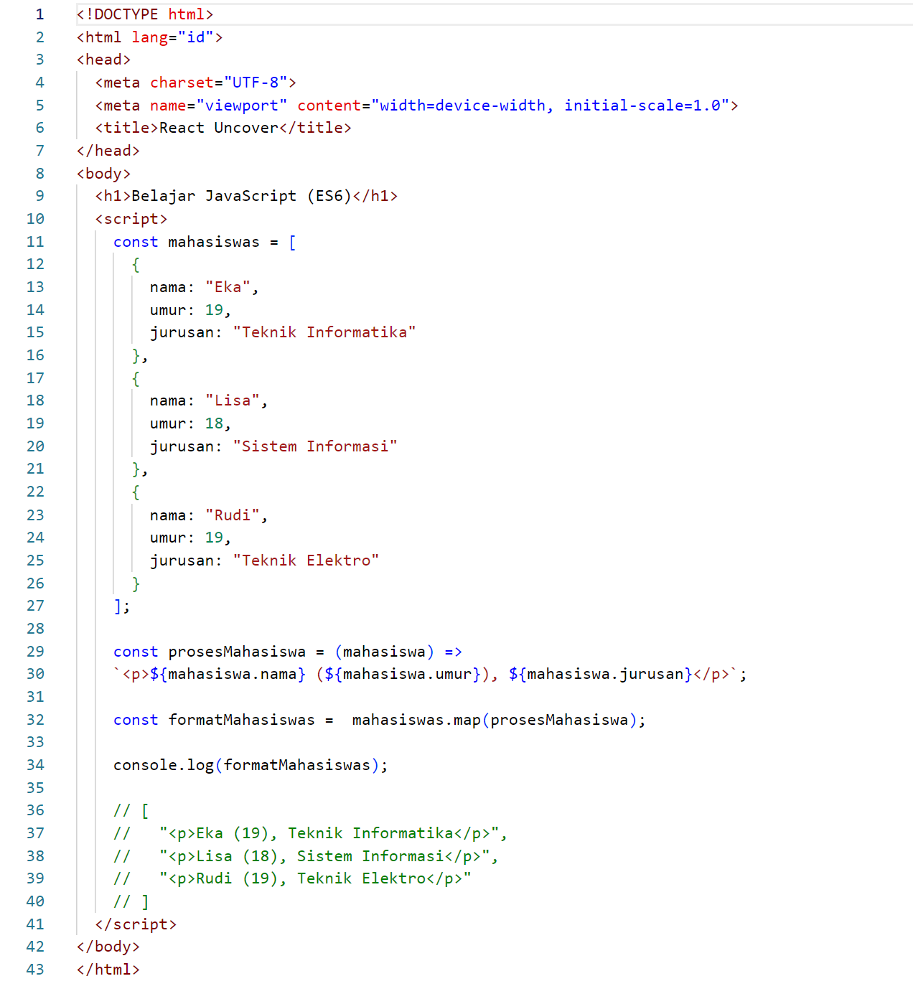 1 <!DOCTYPE html>
2 <html lang="id">
3 <head>
4   <meta charset="UTF-8">
5   <meta name="viewport" content="width=device-width, initial-scale=1.0">
6   <title>React Uncover</title>
7 </head>
8 <body>
9   <h1>Belajar JavaScript (ES6)</h1>
10   <script>
11     const mahasiswas = [
12       {
13         nama: "Eka",
14         umur: 19,
15         jurusan: "Teknik Informatika"
16       },
17       {
18         nama: "Lisa",
19         umur: 18,
20         jurusan: "Sistem Informasi"
21       },
22       {
23         nama: "Rudi",
24         umur: 19,
25         jurusan: "Teknik Elektro"
26       }
27     ];
28
29     const prosesMahasiswa = (mahasiswa) =>
30     `<p>${mahasiswa.nama} (${mahasiswa.umur}), ${mahasiswa.jurusan}</p>`;
31
32     const formatMahasiswas =  mahasiswas.map(prosesMahasiswa);
33
34     console.log(formatMahasiswas);
35
36     // [
37     //   "<p>Eka (19), Teknik Informatika</p>",
38     //   "<p>Lisa (18), Sistem Informasi</p>",
39     //   "<p>Rudi (19), Teknik Elektro</p>"
40     // ]
41   </script>
42 </body>
43 </html>